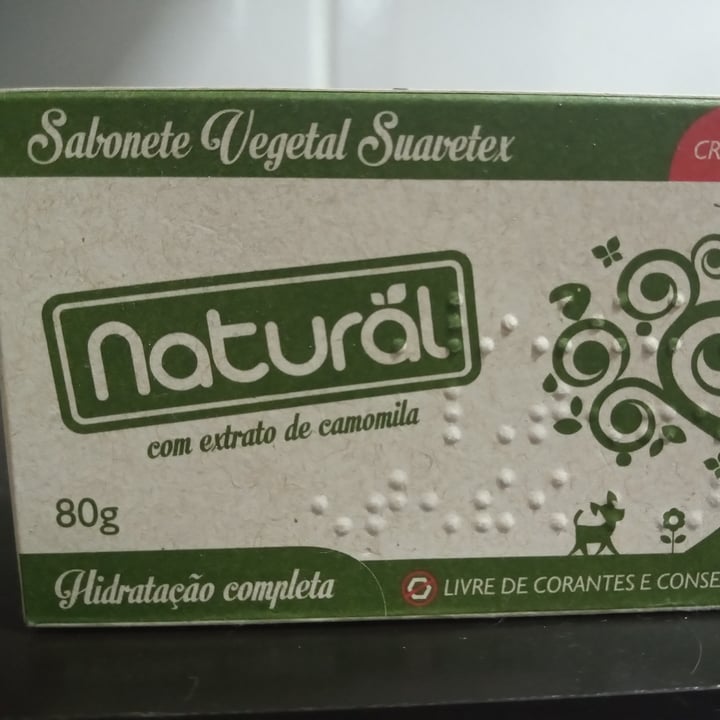 Sabonete Vegetal Suavetex
CR
naturäl
com extrato de camomila
80g
Hidratação completa
LIVRE DE CORANTES E CONSE